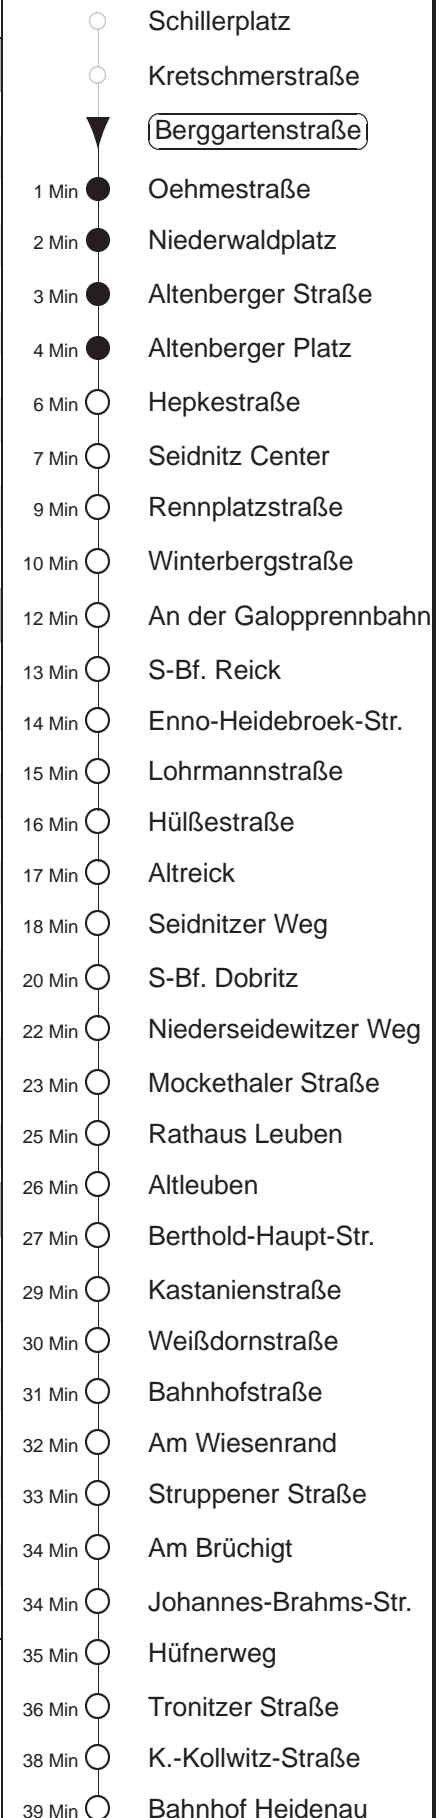 Schillerplatz
Kretschmerstraße
Berggartenstraße
1 Min Oehmestraße
2 Min Niederwaldplatz
3 Min Altenberger Straße
4 Min Altenberger Platz
6 Min Hepkestraße
7 Min Seidnitz Center
9 Min Rennplatzstraße
10 Min Winterbergstraße
12 Min An der Galopprennbahn
13 Min S-Bf. Reick
14 Min Enno-Heidebroek-Str.
15 Min Lohrmannstraße
16 Min Hülßestraße
17 Min Altreick
18 Min Seidnitzer Weg
20 Min S-Bf. Dobritz
22 Min Niederseidewitzer Weg
23 Min Mockethaler Straße
25 Min Rathaus Leuben
26 Min Altleuben
27 Min Berthold-Haupt-Str.
29 Min Kastanienstraße
30 Min Weißdornstraße
31 Min Bahnhofstraße
32 Min Am Wiesenrand
33 Min Struppener Straße
34 Min Am Brüchigt
34 Min Johannes-Brahms-Str.
35 Min Hüfnerweg
36 Min Tronitzer Straße
38 Min K.-Kollwitz-Straße
39 Min Bahnhof Heidenau